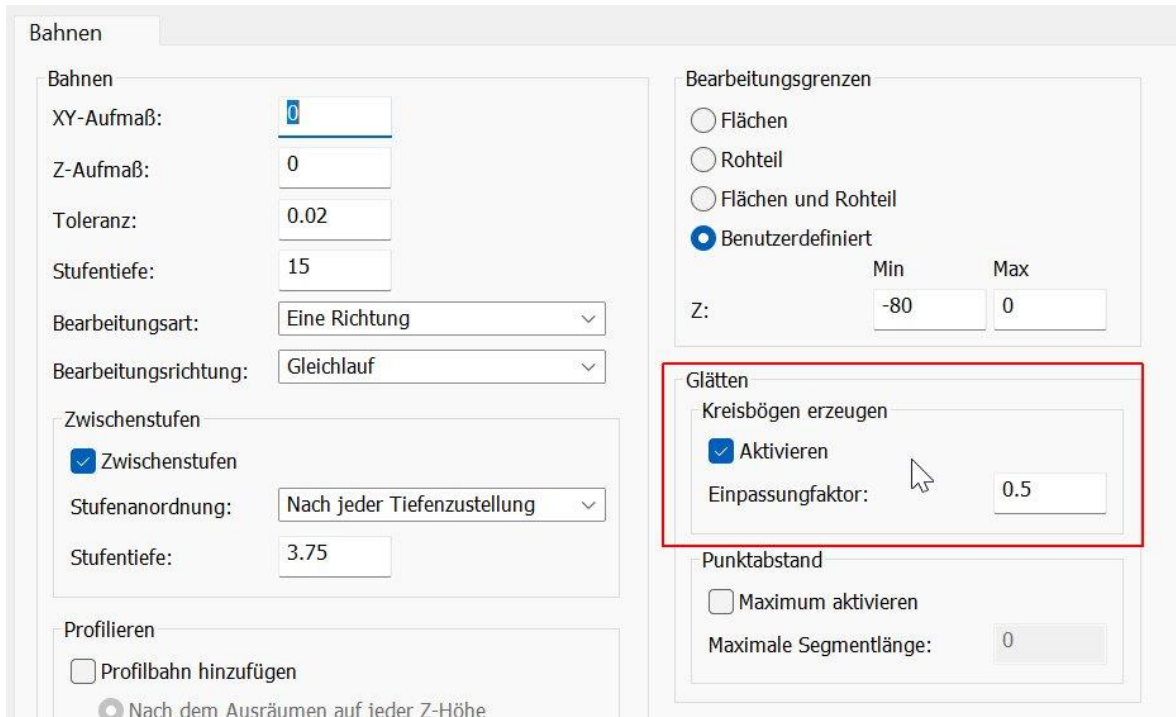 Bahnen
Bahnen
XY-Aufmaß: 0
Z-Aufmaß: 0
Toleranz: 0.02
Stufentiefe: 15
Bearbeitungsart: Eine Richtung
Bearbeitungsrichtung: Gleichlauf
Zwischenstufen
Zwischenstufen
Stufenanordnung: Nach jeder Tiefenzustellung
Stufentiefe: 3.75
Profilieren
Profilbahn hinzufügen
Nach dem Ausräumen auf jeder Z-Höhe
Bearbeitungsgrenzen
Flächen
Rohteil
Flächen und Rohteil
Benutzerdefiniert
Min Max
Z: -80 0
Glätten
Kreisbögen erzeugen
Aktivieren
Einpassungfaktor: 0.5
Punktabstand
Maximum aktivieren
Maximale Segmentlänge: 0